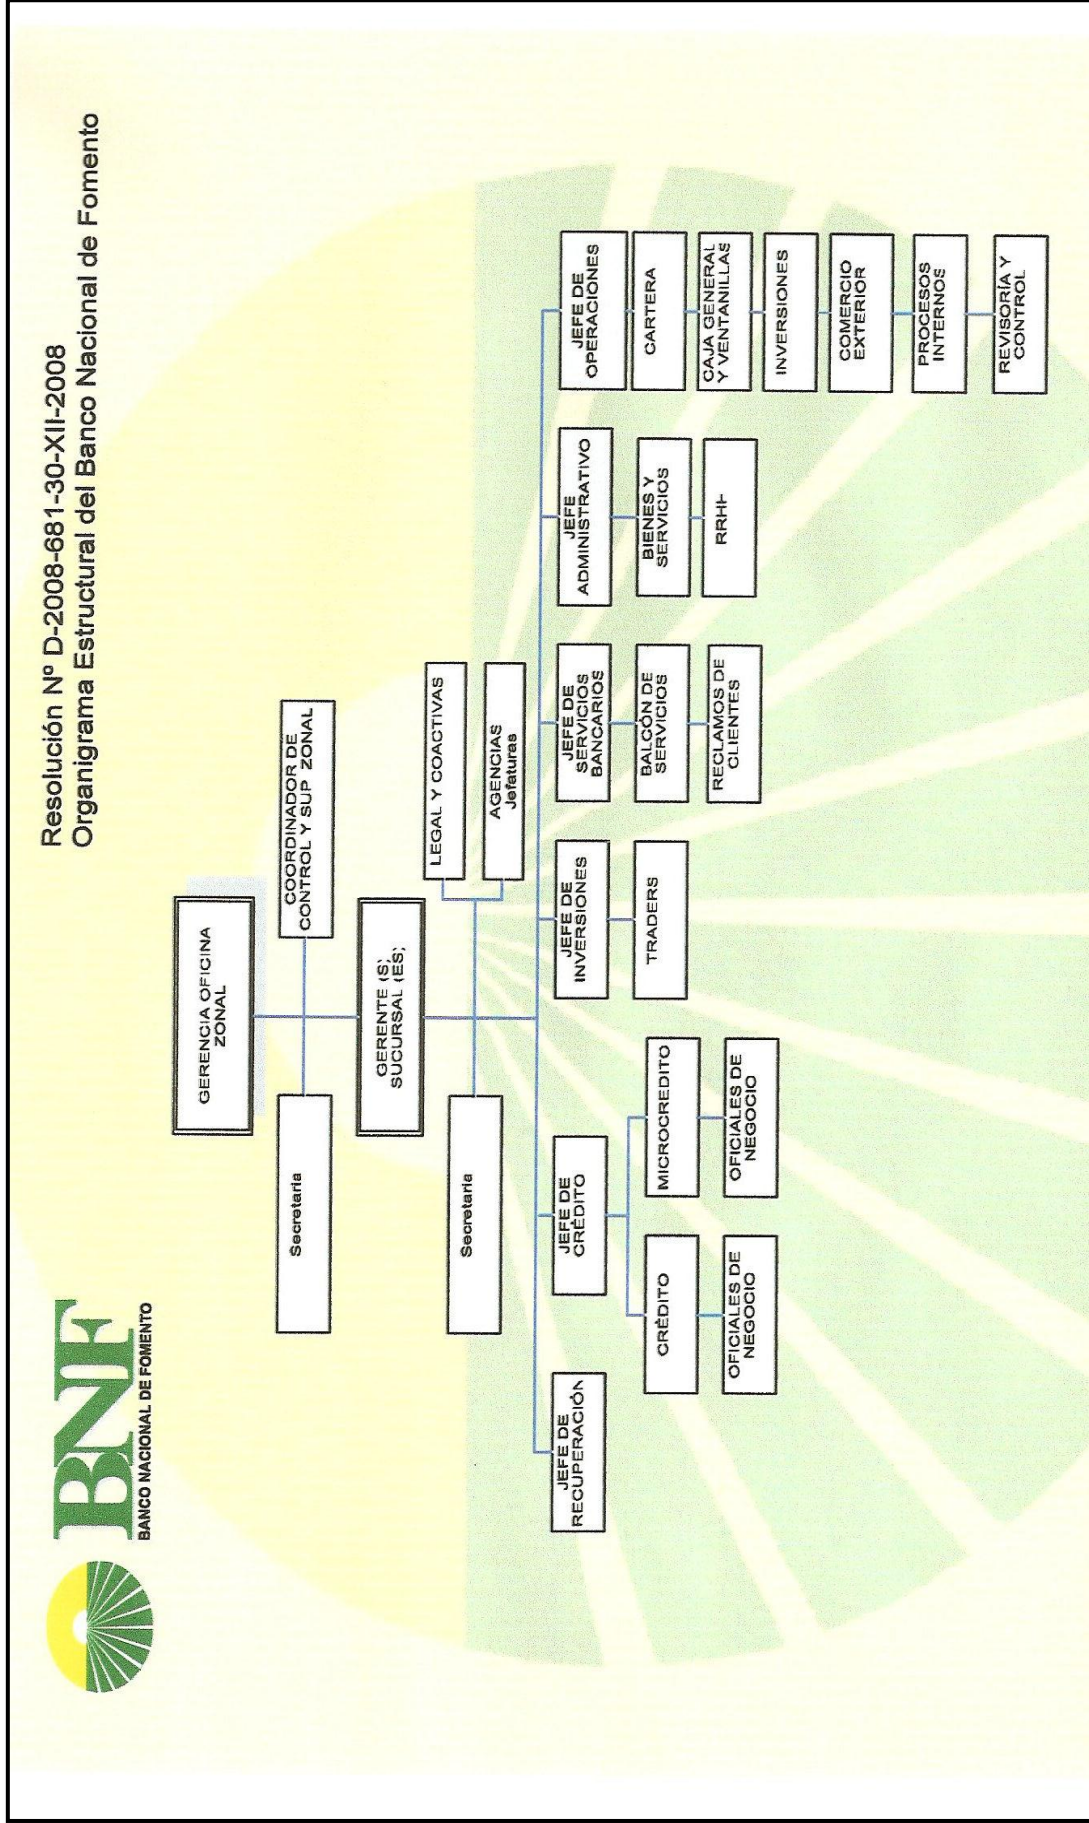 BNF
BANCO NACIONAL DE FOMENTO
Resolución Nº D-2008-681-30-XII-2008
Organigrama Estructural del Banco Nacional de Fomento
GERENCIA OFICINA
ZONAL
Secretaria
COORDINADOR DE
CONTROL Y SUP ZONAL
GERENTE (S)
SUCURSAL (ES)
Secretaria
LEGAL Y COACTIVAS
AGENCIAS
Jefaturas
JEFE DE
RECUPERACIÓN
JEFE DE
CRÉDITO
CRÉDITO
OFICIALES DE
NEGOCIO
MICROCREDITO
OFICIALES DE
NEGOCIO
JEFE DE
INVERSIONES
TRADERS
JEFE DE
SERVICIOS
BANCARIOS
BALCÓN DE
SERVICIOS
RECLAMOS DE
CLIENTES
JEFE
ADMINISTRATIVO
BIENES Y
SERVICIOS
RRHH
JEFE DE
OPERACIONES
CARTERA
CAJA GENERAL
Y VENTANILLAS
INVERSIONES
COMERCIO
EXTERIOR
PROCESOS
INTERNOS
REVISORÍA Y
CONTROL